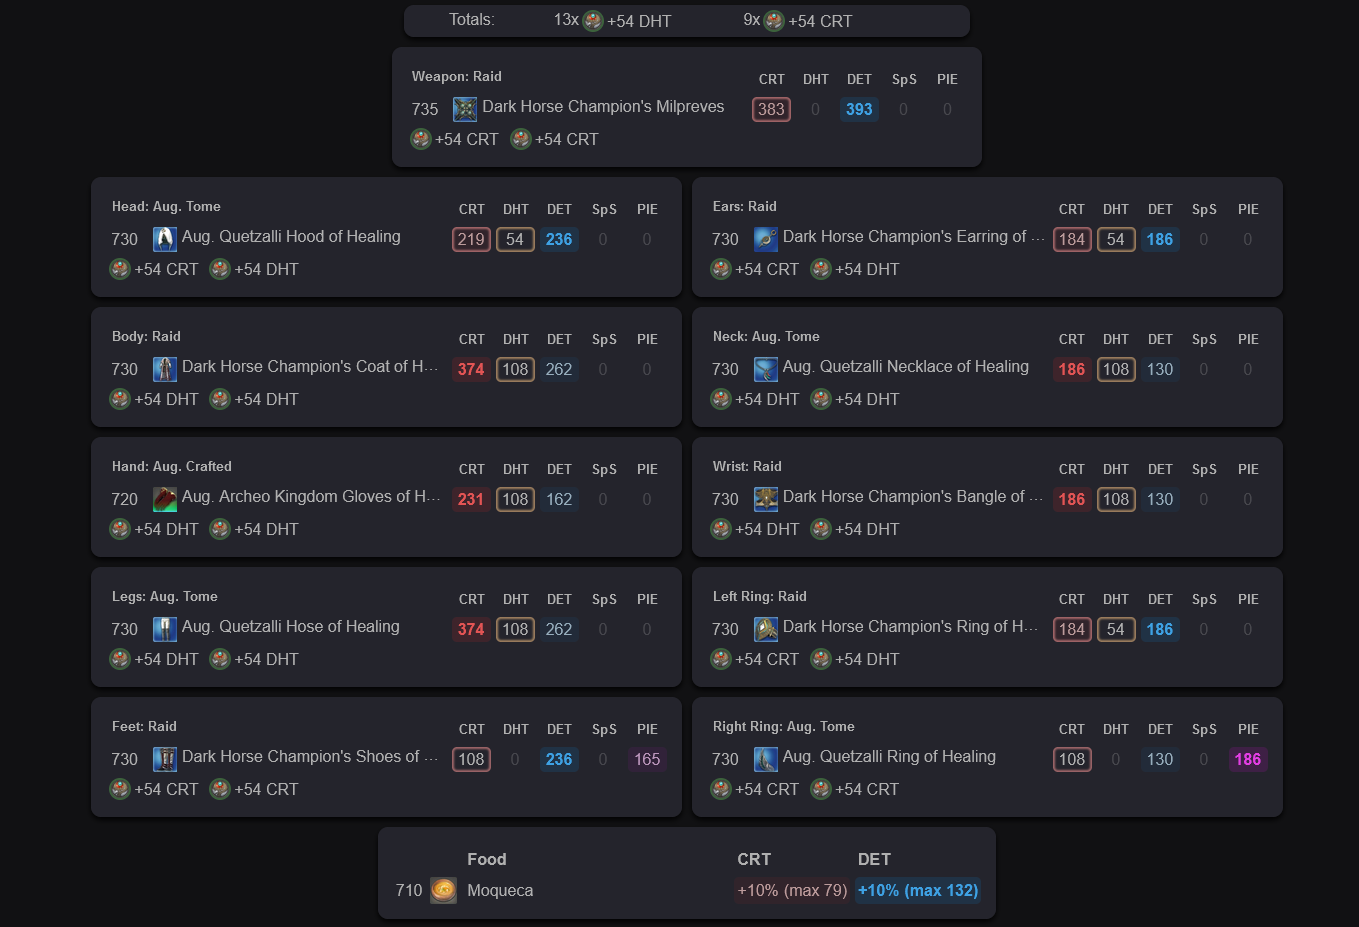 Totals: 13x +54 DHT 9x +54 CRT
Weapon: Raid CRT DHT DET SpS PIE
735 Dark Horse Champion's Milpreves 383 0 393 0 0
+54 CRT +54 CRT
Head: Aug. Tome CRT DHT DET SpS PIE
730 Aug. Quetzalli Hood of Healing 219 54 236 0 0
+54 CRT +54 DHT
Ears: Raid CRT DHT DET SpS PIE
730 Dark Horse Champion's Earring of ... 184 54 186 0 0
+54 CRT +54 DHT
Body: Raid CRT DHT DET SpS PIE
730 Dark Horse Champion's Coat of H... 374 108 262 0 0
+54 DHT +54 DHT
Neck: Aug. Tome CRT DHT DET SpS PIE
730 Aug. Quetzalli Necklace of Healing 186 108 130 0 0
+54 DHT +54 DHT
Hand: Aug. Crafted CRT DHT DET SpS PIE
720 Aug. Archeo Kingdom Gloves of H... 231 108 162 0 0
+54 DHT +54 DHT
Wrist: Raid CRT DHT DET SpS PIE
730 Dark Horse Champion's Bangle of ... 186 108 130 0 0
+54 DHT +54 DHT
Legs: Aug. Tome CRT DHT DET SpS PIE
730 Aug. Quetzalli Hose of Healing 374 108 262 0 0
+54 DHT +54 DHT
Left Ring: Raid CRT DHT DET SpS PIE
730 Dark Horse Champion's Ring of H... 184 54 186 0 0
+54 CRT +54 DHT
Feet: Raid CRT DHT DET SpS PIE
730 Dark Horse Champion's Shoes of ... 108 0 236 0 165
+54 CRT +54 CRT
Right Ring: Aug. Tome CRT DHT DET SpS PIE
730 Aug. Quetzalli Ring of Healing 108 0 130 0 186
+54 CRT +54 CRT
Food CRT DET
710 Moqueca +10% (max 79) +10% (max 132)